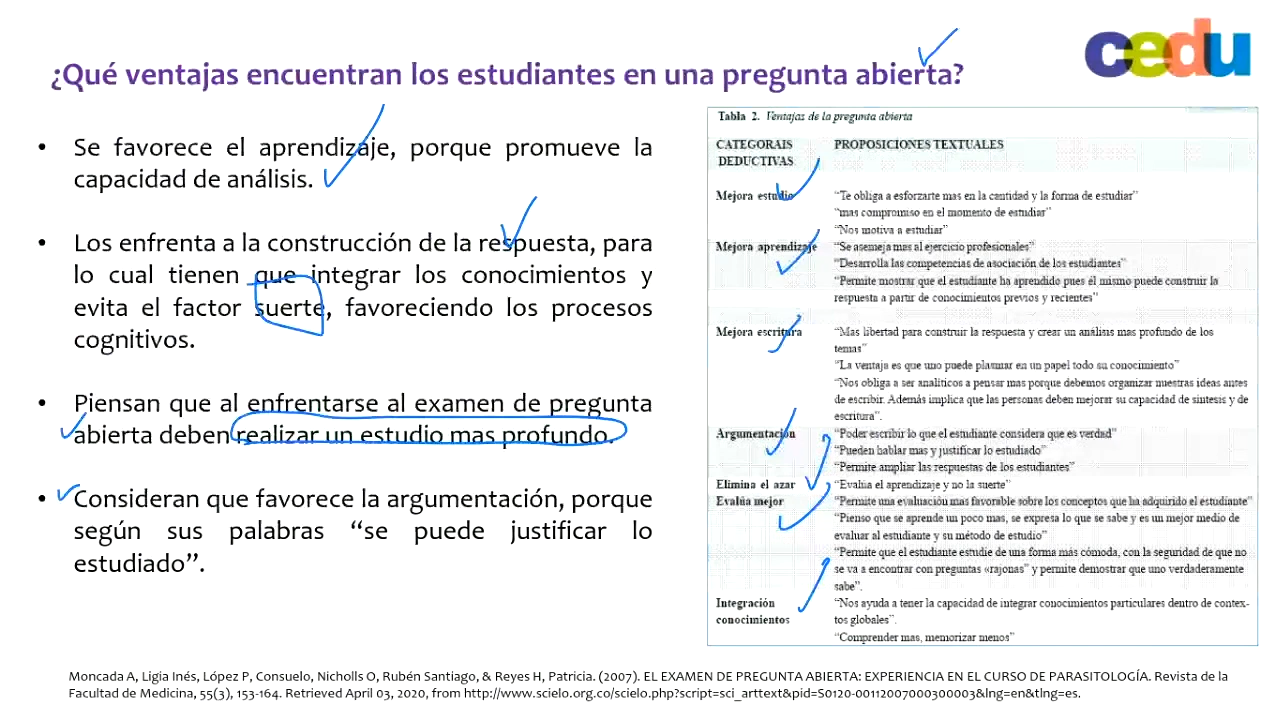 cedu
¿Qué ventajas encuentran los estudiantes en una pregunta abierta?
• Se favorece el aprendizaje, porque promueve la
capacidad de análisis.
• Los enfrenta a la construcción de la respuesta, para
lo cual tienen que integrar los conocimientos y
evita el factor suerte, favoreciendo los procesos
cognitivos.
• Piensan que al enfrentarse al examen de pregunta
abierta deben realizar un estudio mas profundo.
• Consideran que favorece la argumentación, porque
según sus palabras “se puede justificar lo
estudiado”.
Tabla 2. Ventajas de la pregunta abierta
CATEGORAIS PROPOSICIONES TEXTUALES
DEDUCTIVAS
Mejora estudio “Te obliga a esforzarte mas en la cantidad y la forma de estudiar”
“mas compromiso en el momento de estudiar”
“Nos motiva a estudiar”
Mejora aprendizaje “Se asemeja mas al ejercicio profesionales”
“Desarrolla las competencias de asociación de los estudiantes”
“Permite mostrar que el estudiante ha aprendido pues él mismo puede construir la
respuesta a partir de conocimientos previos y recientes”
Mejora escritura “Mas libertad para construir la respuesta y crear un análisis mas profundo de los
temas”
“La ventaja es que uno puede plasmar en un papel todo su conocimiento”
“Nos obliga a ser analíticos a pensar mas porque debemos organizar nuestras ideas antes
de escribir. Además implica que las personas deben mejorar su capacidad de síntesis y de
escritura”.
Argumentación “Poder escribir lo que el estudiante considera que es verdad”
“Pueden hablar mas y justificar lo estudiado”
“Permite ampliar las respuestas de los estudiantes”
Elimina el azar “Evalúa el aprendizaje y no la suerte”
Evalúa mejor “Permite una evaluación mas favorable sobre los conceptos que ha adquirido el estudiante”
“Pienso que se aprende un poco mas, se expresa lo que se sabe y es un mejor medio de
evaluar al estudiante y su método de estudio”
“Permite que el estudiante estudie de una forma más cómoda, con la seguridad de que no
se va a encontrar con preguntas «rajonas” y permite demostrar que uno verdaderamente
sabe”.
Integración “Nos ayuda a tener la capacidad de integrar conocimientos particulares dentro de contex-
conocimientos tos globales”.
“Comprender mas, memorizar menos”
Moncada A, Ligia Inés, López P, Consuelo, Nicholls O, Rubén Santiago, & Reyes H, Patricia. (2007). EL EXAMEN DE PREGUNTA ABIERTA: EXPERIENCIA EN EL CURSO DE PARASITOLOGÍA. Revista de la
Facultad de Medicina, 55(3), 153-164. Retrieved April 03, 2020, from http://www.scielo.org.co/scielo.php?script=sci_arttext&pid=S0120-00112007000300003&lng=en&tlng=es.